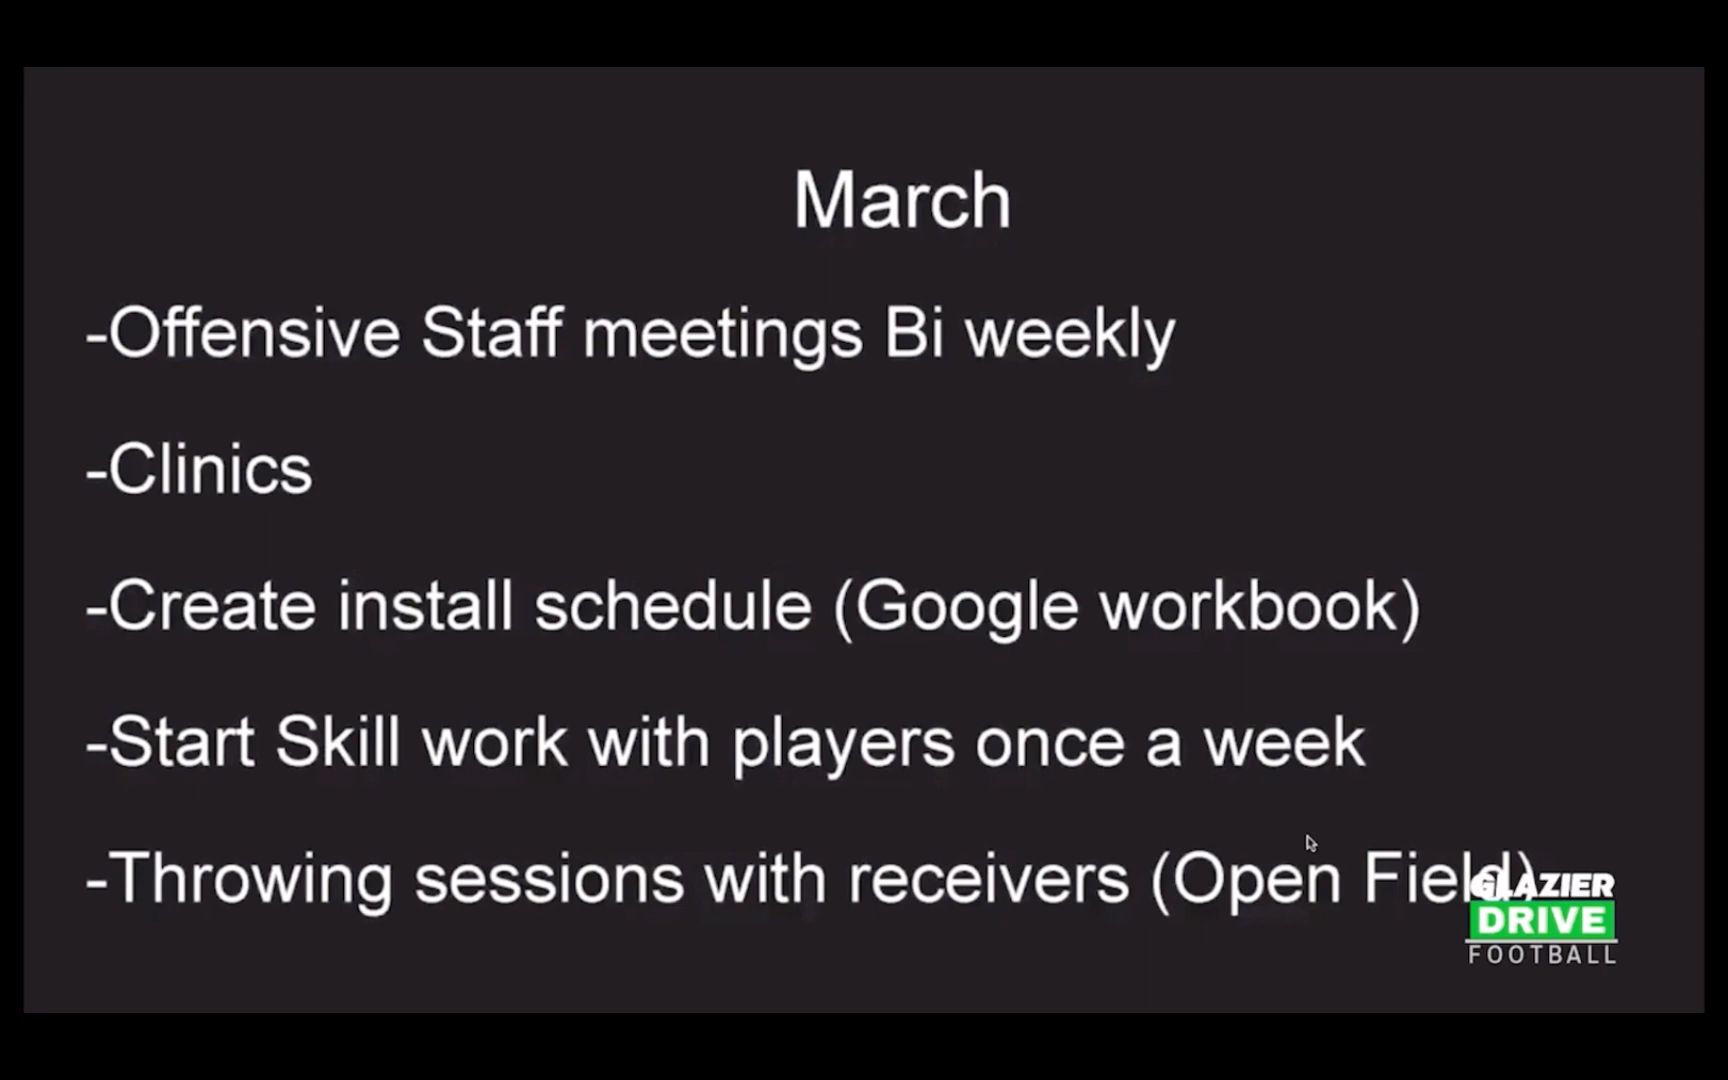 March
-Offensive Staff meetings Bi weekly
-Clinics
-Create install schedule (Google workbook)
-Start Skill work with players once a week
-Throwing sessions with receivers (Open Field)
GLAZIER
DRIVE
FOOTBALL